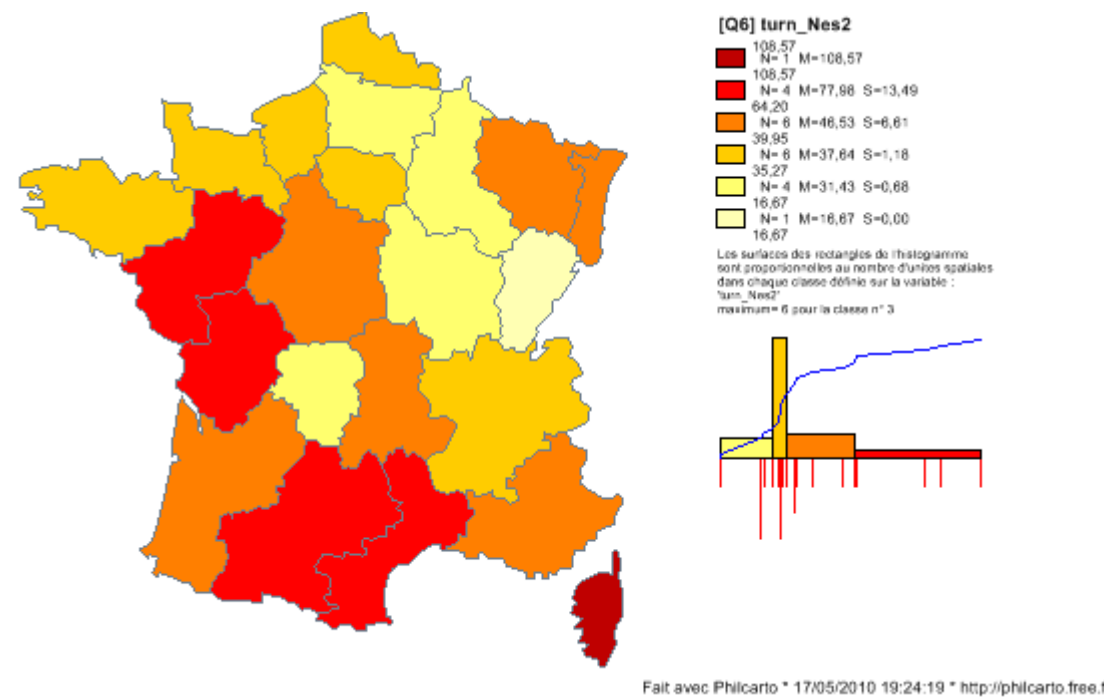 [Q6] turn_Nes2
108,57
N= 1 M=108,57
108,57
N= 4 M=77,98 S=13,49
64,20
N= 6 M=46,53 S=6,61
39,95
N= 6 M=37,64 S=1,18
35,27
N= 4 M=31,43 S=0,68
16,67
N= 1 M=16,67 S=0,00
16,67
Les surfaces des rectangles de l'histogramme
sont proportionnelles au nombre d'unites spatiales
dans chaque classe définie sur la variable :
'turn_Nes2'
maximum= 6 pour la classe n° 3
Fait avec Philcarto * 17/05/2010 19:24:19 * http://philcarto.free.f